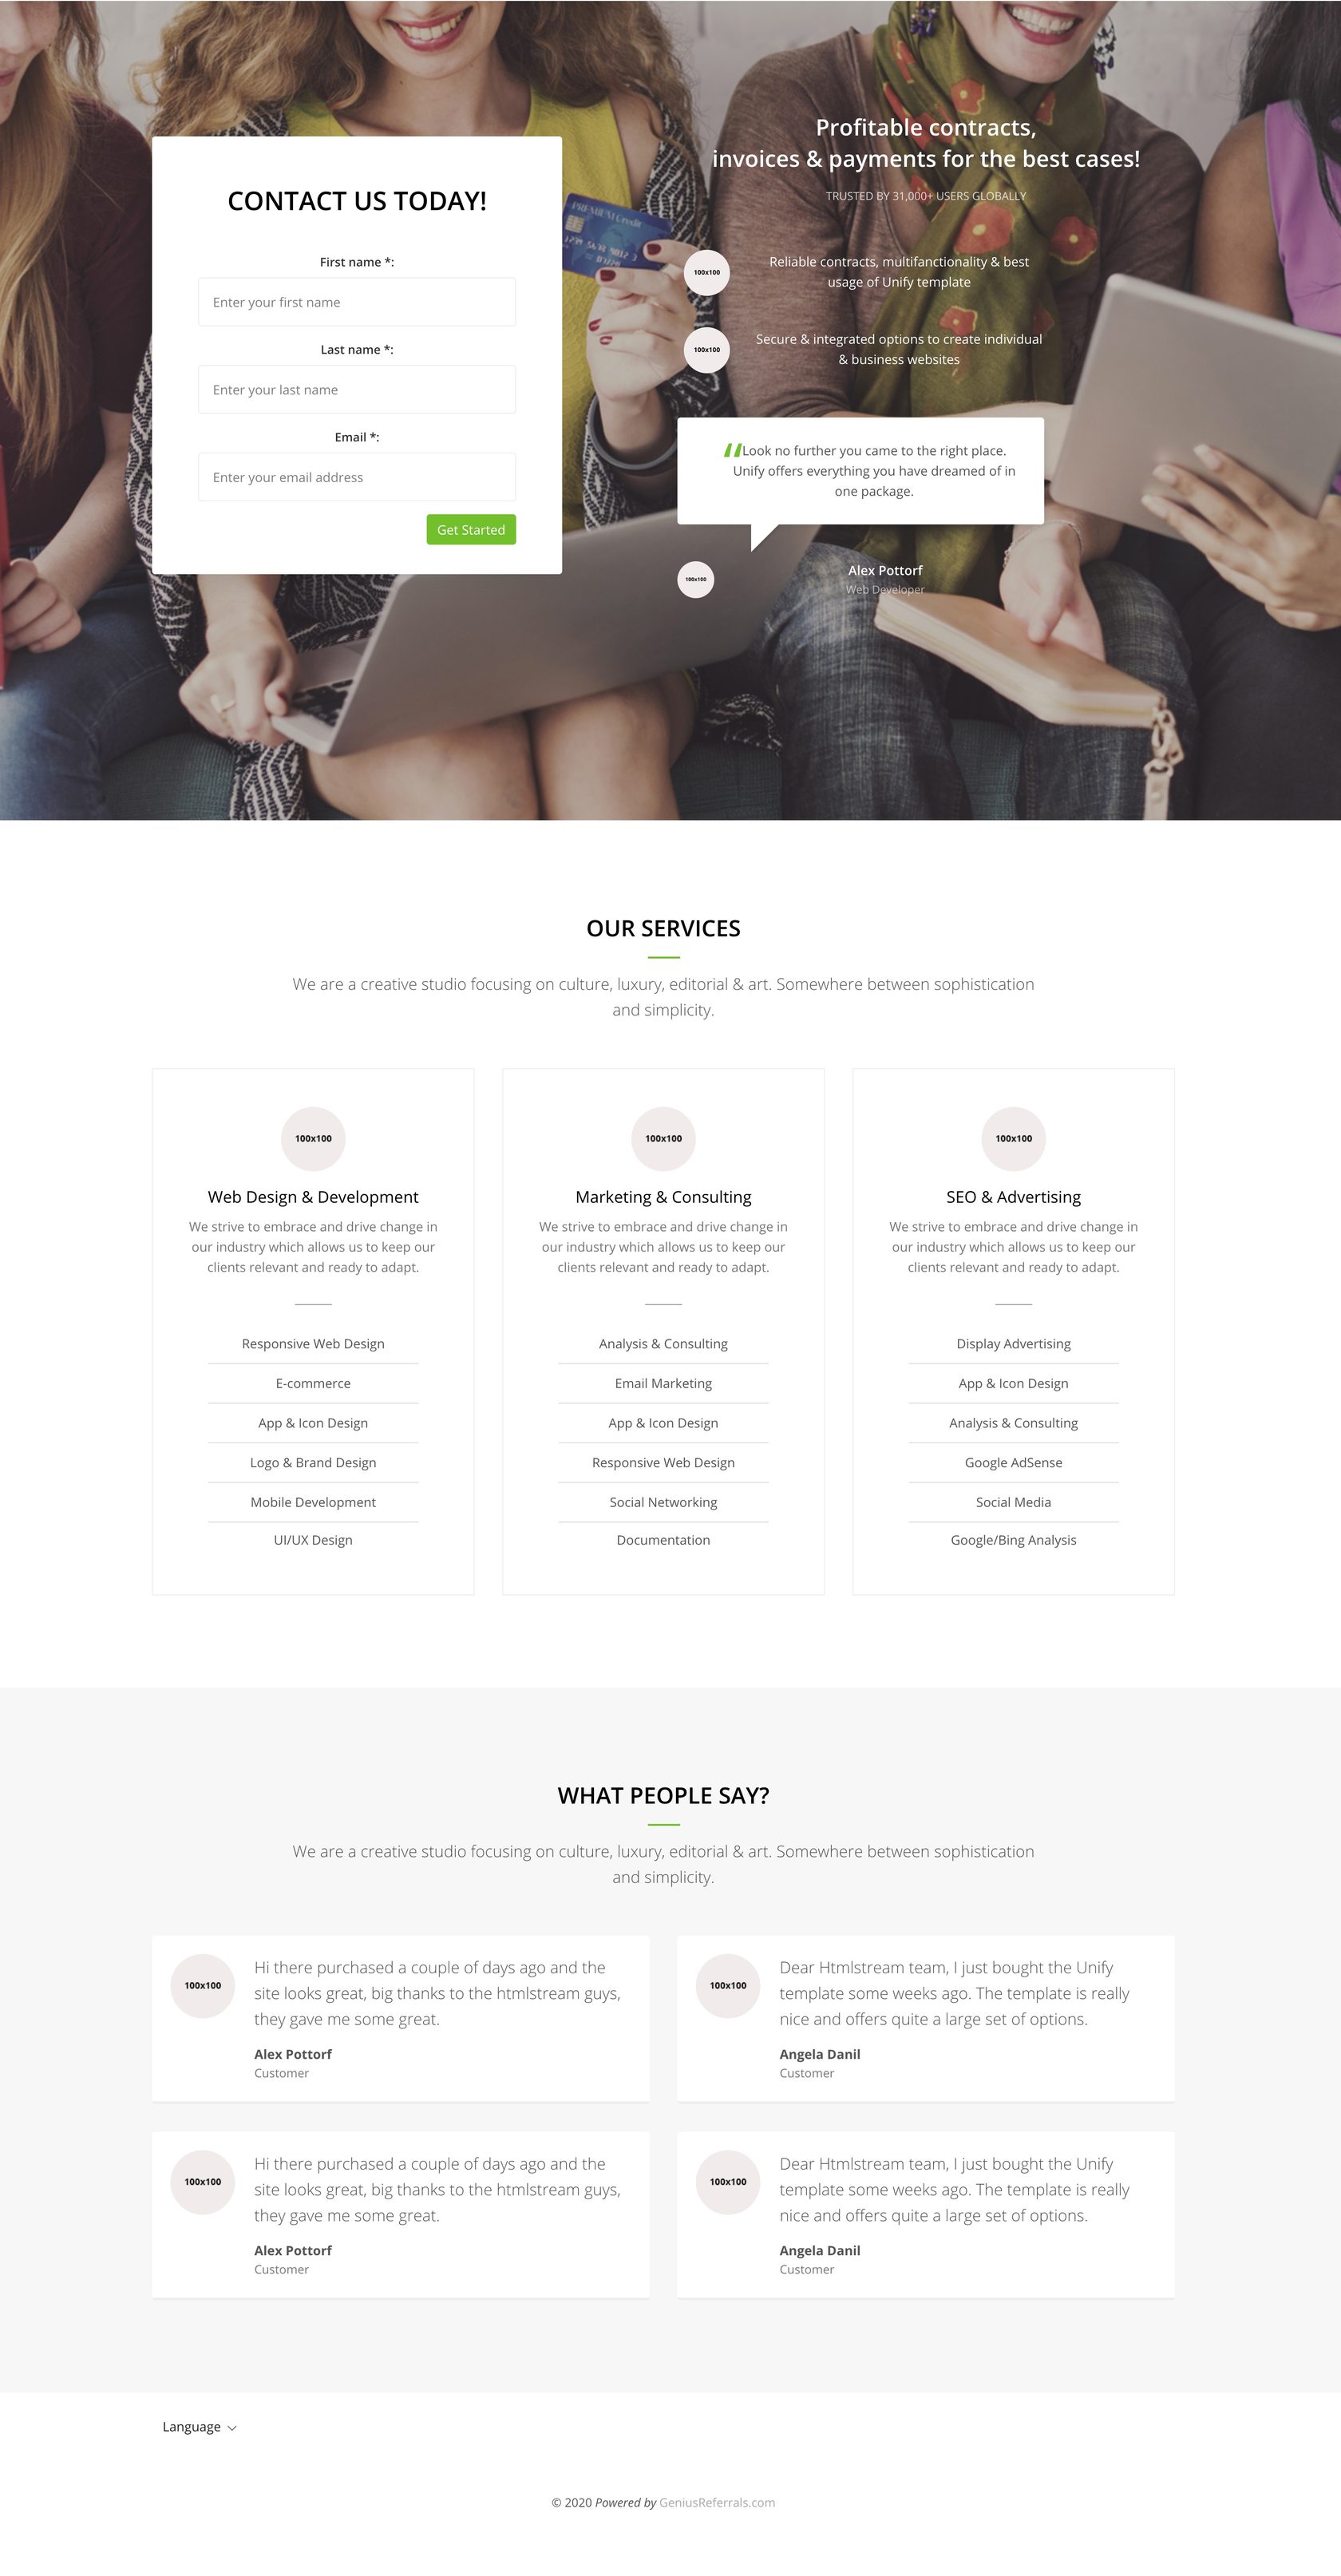 CONTACT US TODAY!
First name *:
Enter your first name
Last name *:
Enter your last name
Email *:
Enter your email address
Get Started
PREMIUM Credit
Profitable contracts,
invoices & payments for the best cases!
TRUSTED BY 31,000+ USERS GLOBALLY
100x100
Reliable contracts, multifanctionality & best
usage of Unify template
100x100
Secure & integrated options to create individual
& business websites
Look no further you came to the right place.
Unify offers everything you have dreamed of in
one package.
100x100
Alex Pottorf
Web Developer
OUR SERVICES
We are a creative studio focusing on culture, luxury, editorial & art. Somewhere between sophistication
and simplicity.
100x100
Web Design & Development
We strive to embrace and drive change in
our industry which allows us to keep our
clients relevant and ready to adapt.
Responsive Web Design
E-commerce
App & Icon Design
Logo & Brand Design
Mobile Development
UI/UX Design
100x100
Marketing & Consulting
We strive to embrace and drive change in
our industry which allows us to keep our
clients relevant and ready to adapt.
Analysis & Consulting
Email Marketing
App & Icon Design
Responsive Web Design
Social Networking
Documentation
100x100
SEO & Advertising
We strive to embrace and drive change in
our industry which allows us to keep our
clients relevant and ready to adapt.
Display Advertising
App & Icon Design
Analysis & Consulting
Google AdSense
Social Media
Google/Bing Analysis
WHAT PEOPLE SAY?
We are a creative studio focusing on culture, luxury, editorial & art. Somewhere between sophistication
and simplicity.
100x100
Hi there purchased a couple of days ago and the
site looks great, big thanks to the htmlstream guys,
they gave me some great.
Alex Pottorf
Customer
100x100
Dear Htmlstream team, I just bought the Unify
template some weeks ago. The template is really
nice and offers quite a large set of options.
Angela Danil
Customer
100x100
Hi there purchased a couple of days ago and the
site looks great, big thanks to the htmlstream guys,
they gave me some great.
Alex Pottorf
Customer
100x100
Dear Htmlstream team, I just bought the Unify
template some weeks ago. The template is really
nice and offers quite a large set of options.
Angela Danil
Customer
Language
© 2020 Powered by GeniusReferrals.com